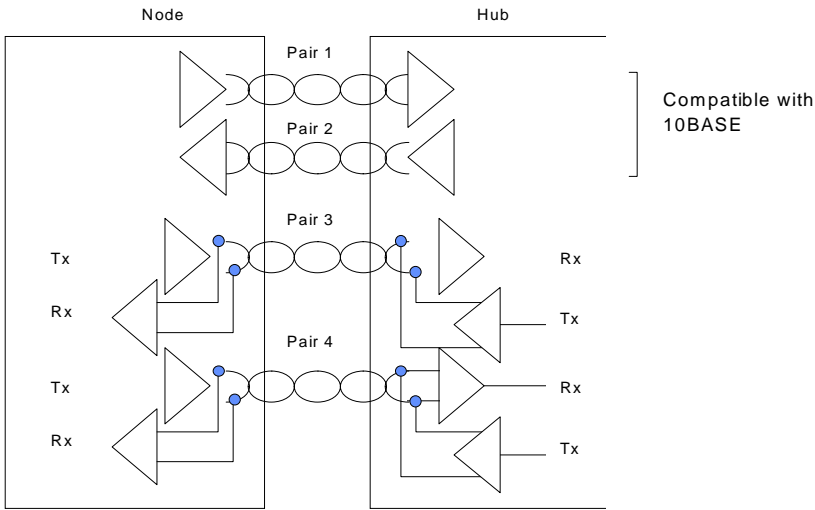 Node
Hub
Pair 1
Compatible with
10BASE
Pair 2
Pair 3
Tx
Rx
Rx
Tx
Pair 4
Tx
Rx
Rx
Tx